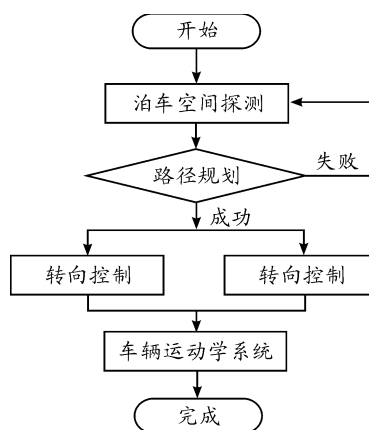 开始
泊车空间探测
路径规划
失败
成功
转向控制
转向控制
车辆运动学系统
完成